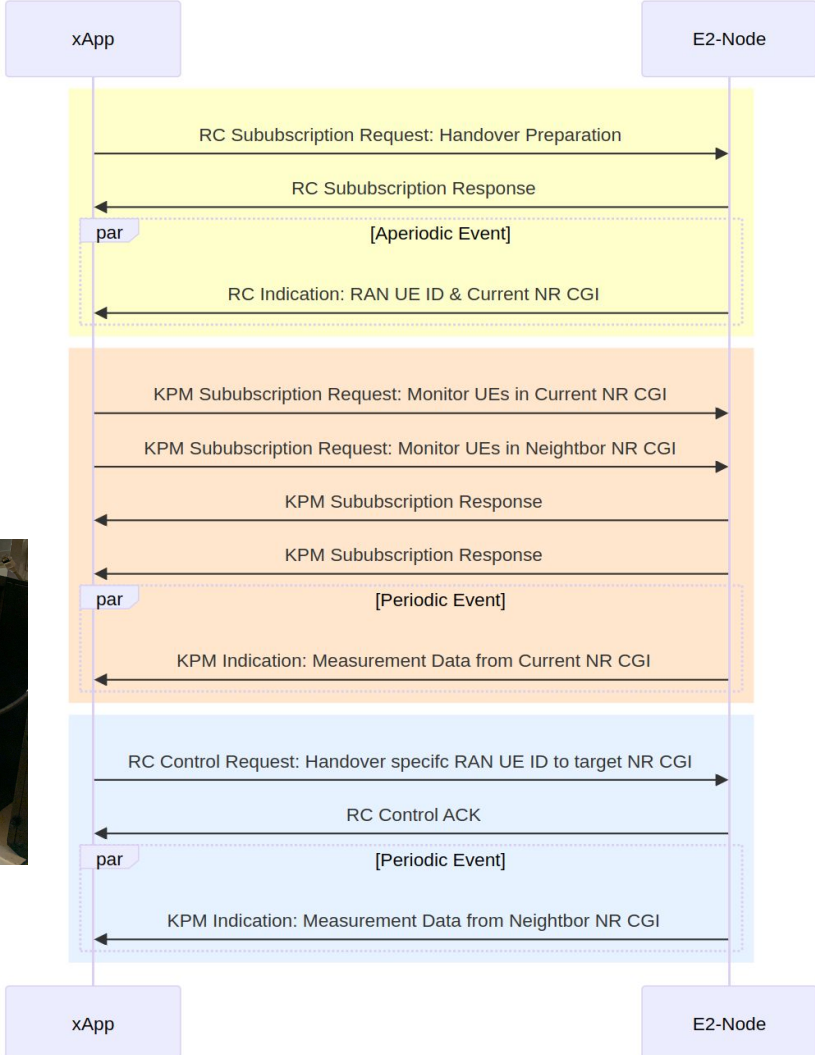 xApp
E2-Node
RC Sububscription Request: Handover Preparation
RC Sububscription Response
par
[Aperiodic Event]
RC Indication: RAN UE ID & Current NR CGI
KPM Sububscription Request: Monitor UEs in Current NR CGI
KPM Sububscription Request: Monitor UEs in Neightbor NR CGI
KPM Sububscription Response
KPM Sububscription Response
par
[Periodic Event]
KPM Indication: Measurement Data from Current NR CGI
RC Control Request: Handover specifc RAN UE ID to target NR CGI
RC Control ACK
par
[Periodic Event]
KPM Indication: Measurement Data from Neightbor NR CGI
xApp
E2-Node